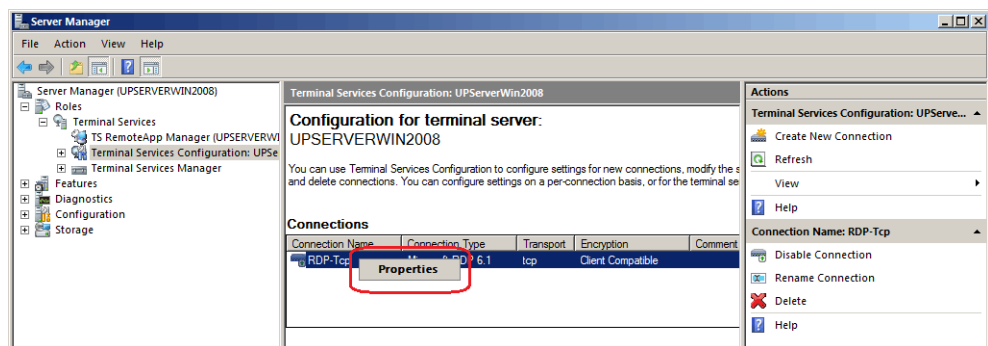 Server Manager
File Action View Help
Server Manager (UPSERVERWIN2008)
Roles
Terminal Services
TS RemoteApp Manager (UPSERVERWI
Terminal Services Configuration: UPSe
Terminal Services Manager
Features
Diagnostics
Configuration
Storage
Terminal Services Configuration: UPServerWin2008
Configuration for terminal server:
UPSERVERWIN2008
You can use Terminal Services Configuration to configure settings for new connections, modify the s
and delete connections. You can configure settings on a per-connection basis, or for the terminal se
Connections
Connection Name Connection Type Transport Encryption Comment
RDP-Tcp RDP 6.1 tcp Client Compatible
Properties
Actions
Terminal Services Configuration: UPServe...
Create New Connection
Refresh
View
Help
Connection Name: RDP-Tcp
Disable Connection
Rename Connection
Delete
Help